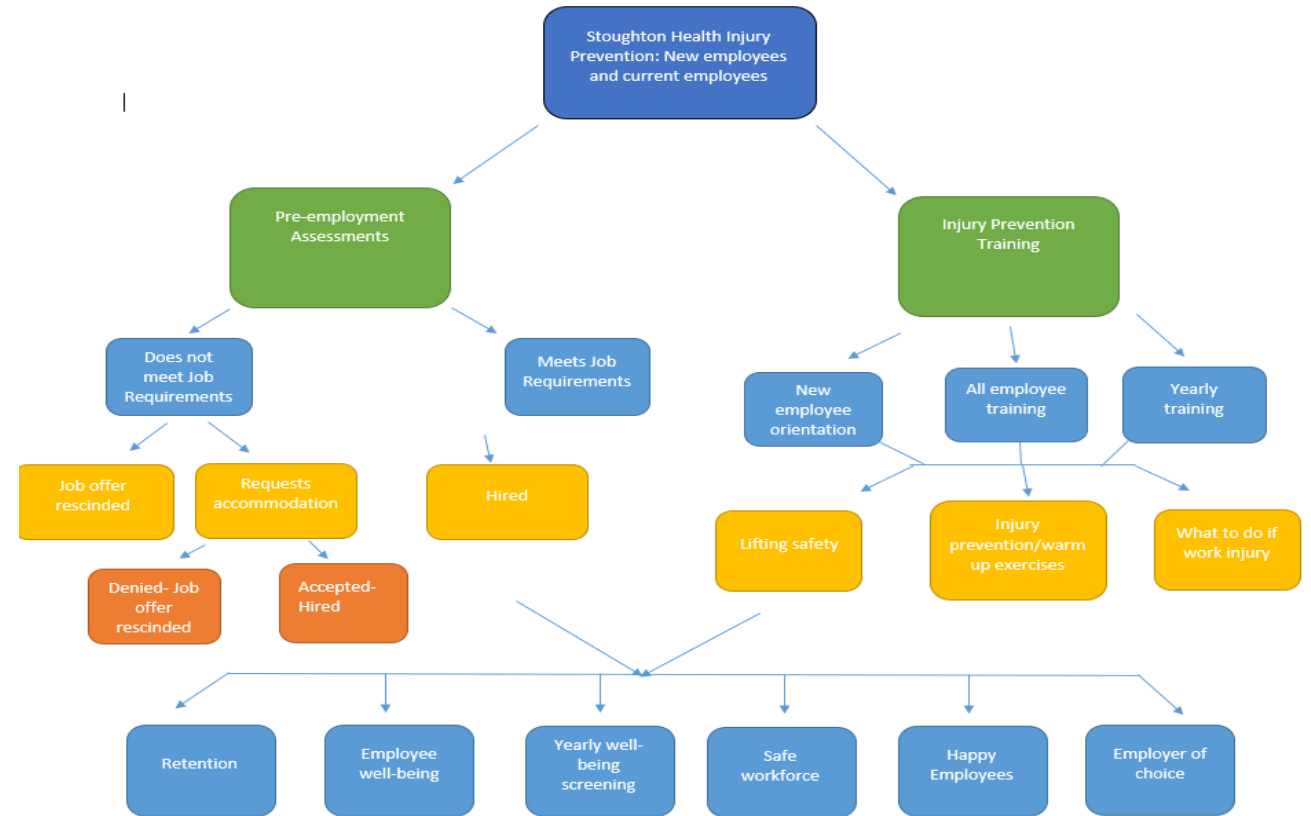 Stoughton Health Injury
Prevention: New employees
and current employees
Pre-employment
Assessments
Injury Prevention
Training
Does not
meet Job
Requirements
Meets Job
Requirements
New
employee
orientation
All employee
training
Yearly
training
Job offer
rescinded
Requests
accommodation
Hired
Lifting safety
Injury
prevention/warm
up exercises
What to do if
work injury
Denied- Job
offer
rescinded
Accepted-
Hired
Retention
Employee
well-being
Yearly well-
being
screening
Safe
workforce
Happy
Employees
Employer of
choice